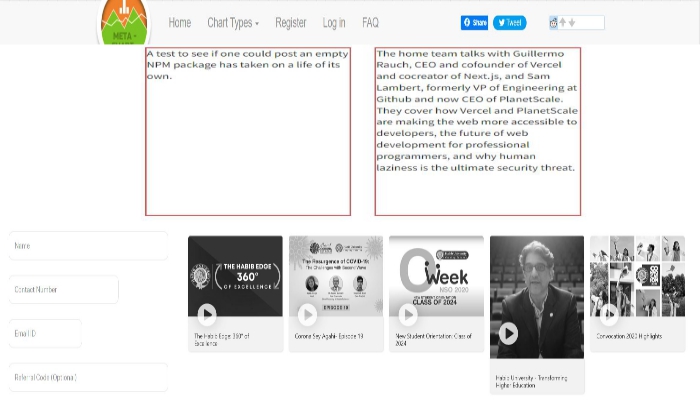 Home Chart Types Register Log in FAQ
Share Tweet
META -
A test to see if one could post an empty
NPM package has taken on a life of its
own.
The home team talks with Guillermo
Rauch, CEO and cofounder of Vercel
and cocreator of Next.js, and Sam
Lambert, formerly VP of Engineering at
Github and now CEO of PlanetScale.
They cover how Vercel and PlanetScale
are making the web more accessible to
developers, the future of web
development for professional
programmers, and why human
laziness is the ultimate security threat.
Name
Contact Number
Email ID
Referral Code (Optional)
THE HABIB EDGE
360°
OF EXCELLENCE
The Habib Edge: 360° of
Excellence
The Resurgence of COVID-19:
The Challenges with Second Wave
EPISODE 19
Corona Sey Agahi- Episode 19
Week
NSO 2020
NEW STUDENT ORIENTATION
CLASS OF 2024
New Student Orientation: Class of
2024
Habib University - Transforming
Higher Education
Convocation 2020 Highlights